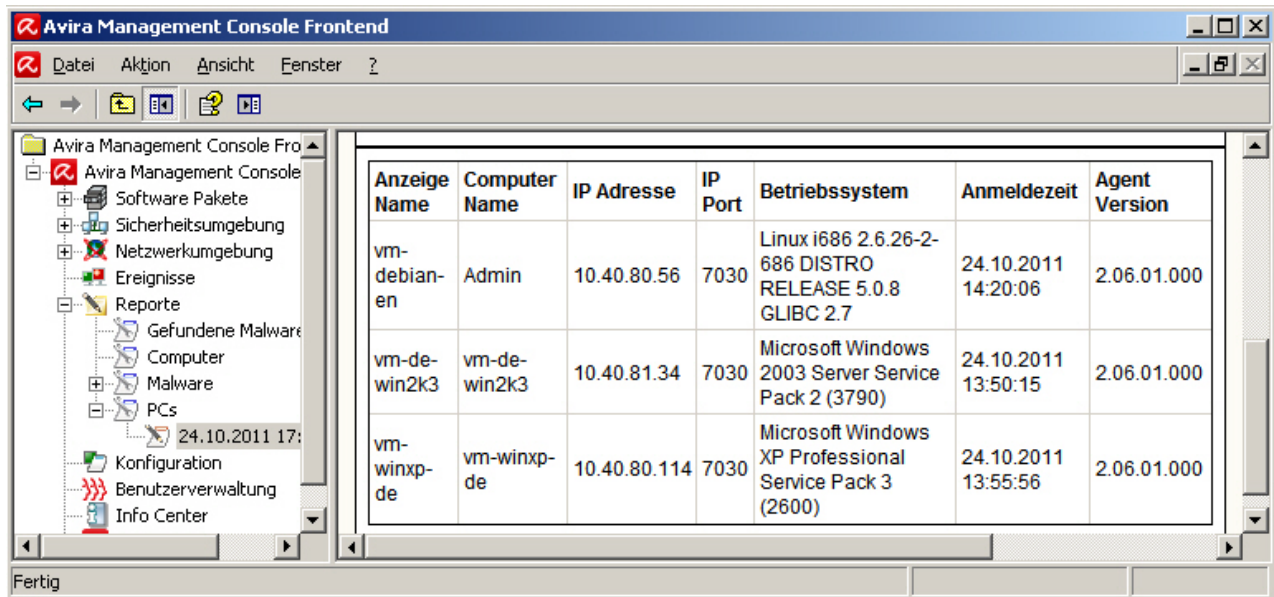 Avira Management Console Frontend
Datei Aktion Ansicht Fenster ?
Avira Management Console Fro
Avira Management Console
Software Pakete
Sicherheitsumgebung
Netzwerkumgebung
Ereignisse
Reporte
Gefundene Malware
Computer
Malware
PCs
24.10.2011 17:
Konfiguration
Benutzerverwaltung
Info Center
Anzeige Computer IP Adresse IP Betriebssystem Anmeldezeit Agent
Name Name Port Version
vm- Admin 10.40.80.56 7030 Linux i686 2.6.26-2- 24.10.2011 2.06.01.000
debian- 686 DISTRO 14:20:06
en RELEASE 5.0.8
GLIBC 2.7
vm-de- vm-de- 10.40.81.34 7030 Microsoft Windows 24.10.2011 2.06.01.000
win2k3 win2k3 2003 Server Service 13:50:15
Pack 2 (3790)
vm- vm-winxp- 10.40.80.114 7030 Microsoft Windows 24.10.2011 2.06.01.000
winxp- de XP Professional 13:55:56
de Service Pack 3
(2600)
Fertig